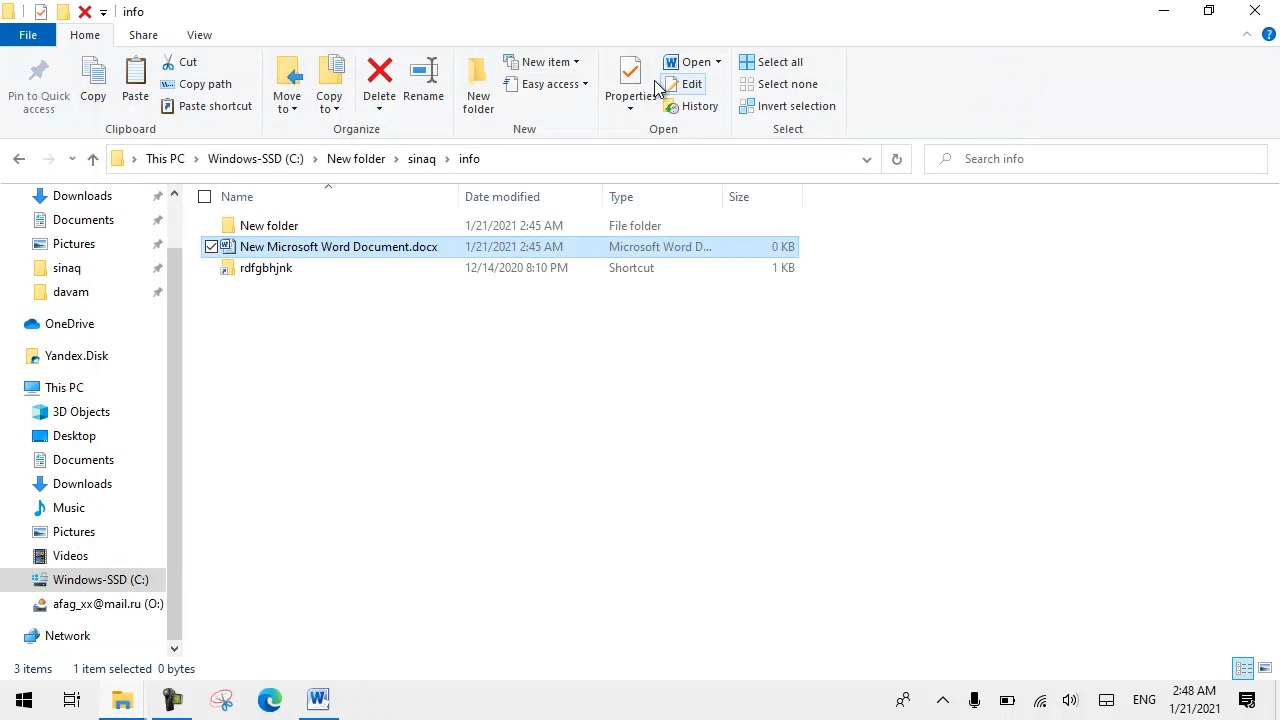 info
File
Home
Share
View
Pin to Quick access
Copy
Paste
Cut
Copy path
Paste shortcut
Clipboard
Move to
Copy to
Delete
Rename
Organize
New folder
New item
Easy access
New
Properties
Open
Edit
History
Open
Select all
Select none
Invert selection
Select
This PC
Windows-SSD (C:)
New folder
sinaq
info
Search info
Name
Date modified
Type
Size
New folder
1/21/2021 2:45 AM
File folder
New Microsoft Word Document.docx
1/21/2021 2:45 AM
Microsoft Word D...
0 KB
rdfgbhjnk
12/14/2020 8:10 PM
Shortcut
1 KB
Downloads
Documents
Pictures
sinaq
davam
OneDrive
Yandex.Disk
This PC
3D Objects
Desktop
Documents
Downloads
Music
Pictures
Videos
Windows-SSD (C:)
afag_xx@mail.ru (O:)
Network
3 items
1 item selected
0 bytes
ENG
2:48 AM
1/21/2021